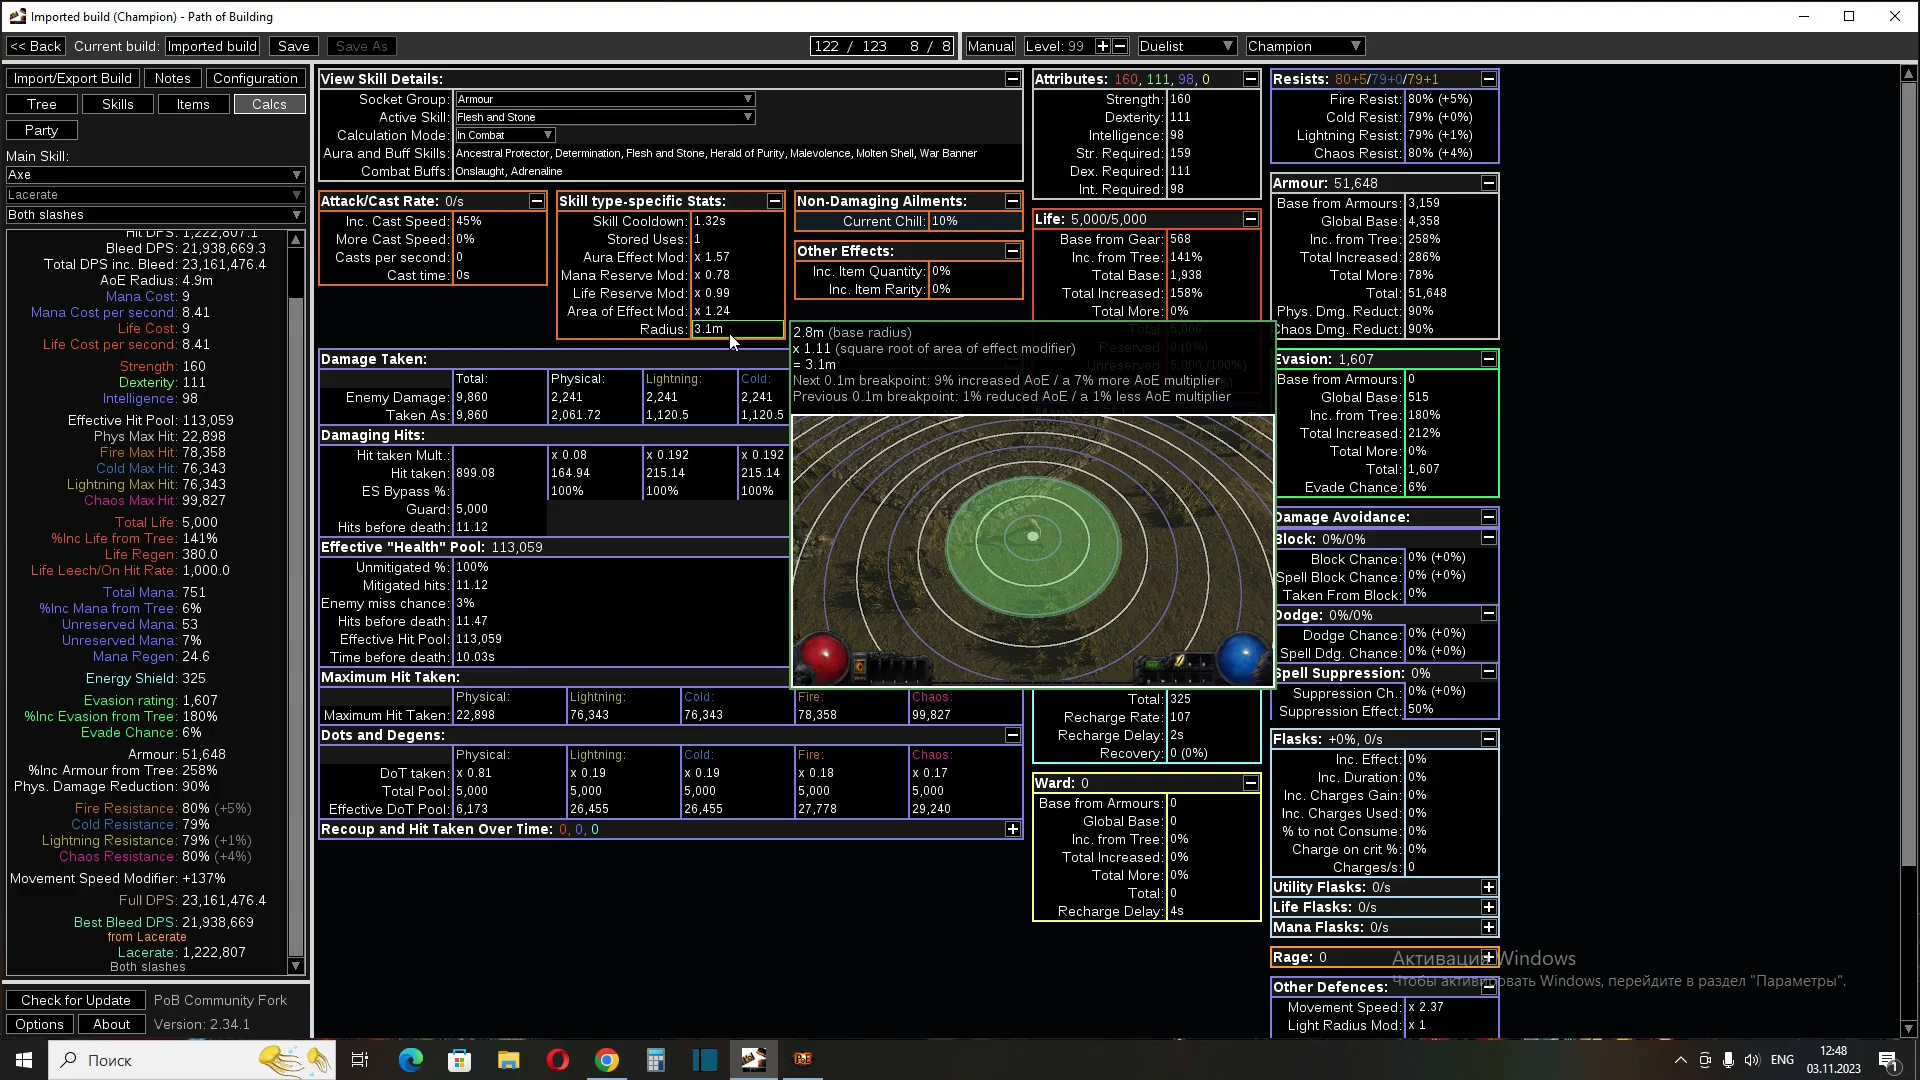 Imported build (Champion) - Path of Building
<< Back Current build: Imported build Save Save As 122 / 123 8 / 8 Manual Level: 99 Duelist Champion
Import/Export Build Notes Configuration
Tree Skills Items Calcs
Party
Main Skill:
Axe
Lacerate
Both slashes
Hit DPS: 1,222,807.1
Bleed DPS: 21,938,669.3
Total DPS inc. Bleed: 23,161,476.4
AoE Radius: 4.9m
Mana Cost: 9
Mana Cost per second: 8.41
Life Cost: 9
Life Cost per second: 8.41
Strength: 160
Dexterity: 111
Intelligence: 98
Effective Hit Pool: 113,059
Phys Max Hit: 22,898
Fire Max Hit: 78,358
Cold Max Hit: 76,343
Lightning Max Hit: 76,343
Chaos Max Hit: 99,827
Total Life: 5,000
%Inc Life from Tree: 141%
Life Regen: 380.0
Life Leech/On Hit Rate: 1,000.0
Total Mana: 751
%Inc Mana from Tree: 6%
Unreserved Mana: 53
Unreserved Mana: 7%
Mana Regen: 24.6
Energy Shield: 325
Evasion rating: 1,607
%Inc Evasion from Tree: 180%
Evade Chance: 6%
Armour: 51,648
%Inc Armour from Tree: 258%
Phys. Damage Reduction: 90%
Fire Resistance: 80% (+5%)
Cold Resistance: 79%
Lightning Resistance: 79% (+1%)
Chaos Resistance: 80% (+4%)
Movement Speed Modifier: +137%
Full DPS: 23,161,476.4
Best Bleed DPS: 21,938,669
from Lacerate
Lacerate: 1,222,807
Both slashes
Check for Update PoB Community Fork
Options About Version: 2.34.1
View Skill Details:
Socket Group: Armour
Active Skill: Flesh and Stone
Calculation Mode: In Combat
Aura and Buff Skills: Ancestral Protector, Determination, Flesh and Stone, Herald of Purity, Malevolence, Molten Shell, War Banner
Combat Buffs: Onslaught, Adrenaline
Attack/Cast Rate: 0/s
Inc. Cast Speed: 45%
More Cast Speed: 0%
Casts per second: 0
Cast time: 0s
Skill type-specific Stats:
Skill Cooldown: 1.32s
Stored Uses: 1
Aura Effect Mod: x 1.57
Mana Reserve Mod: x 0.78
Life Reserve Mod: x 0.99
Area of Effect Mod: x 1.24
Radius: 3.1m
Non-Damaging Ailments:
Current Chill: 10%
Other Effects:
Inc. Item Quantity: 0%
Inc. Item Rarity: 0%
2.8m (base radius)
x 1.11 (square root of area of effect modifier)
= 3.1m
Next 0.1m breakpoint: 9% increased AoE / a 7% more AoE multiplier
Previous 0.1m breakpoint: 1% reduced AoE / a 1% less AoE multiplier
Damage Taken:
Total: Physical: Lightning: Cold:
Enemy Damage: 9,860 2,241 2,241 2,241
Taken As: 9,860 2,061.72 1,120.5 1,120.5
Damaging Hits:
Hit taken Mult.: x 0.08 x 0.192 x 0.192
Hit taken: 899.08 164.94 215.14 215.14
ES Bypass %: 100% 100% 100%
Guard: 5,000
Hits before death: 11.12
Effective "Health" Pool: 113,059
Unmitigated %: 100%
Mitigated hits: 11.12
Enemy miss chance: 3%
Hits before death: 11.47
Effective Hit Pool: 113,059
Time before death: 10.03s
Maximum Hit Taken:
Physical: Lightning: Cold: Fire: Chaos:
Maximum Hit Taken: 22,898 76,343 76,343 78,358 99,827
Dots and Degens:
Physical: Lightning: Cold: Fire: Chaos:
DoT taken: x 0.81 x 0.19 x 0.19 x 0.18 x 0.17
Total Pool: 5,000 5,000 5,000 5,000 5,000
Effective DoT Pool: 6,173 26,455 26,455 27,778 29,240
Recoup and Hit Taken Over Time: 0, 0, 0
Attributes: 160, 111, 98, 0
Strength: 160
Dexterity: 111
Intelligence: 98
Str. Required: 159
Dex. Required: 111
Int. Required: 98
Life: 5,000/5,000
Base from Gear: 568
Inc. from Tree: 141%
Total Base: 1,938
Total Increased: 158%
Total More: 0%
Total: 5,000
Reserved: 0 (0%)
Unreserved: 5,000 (100%)
Total: 325
Recharge Rate: 107
Recharge Delay: 2s
Recovery: 0 (0%)
Ward: 0
Base from Armours: 0
Global Base: 0
Inc. from Tree: 0%
Total Increased: 0%
Total More: 0%
Total: 0
Recharge Delay: 4s
Resists: 80+5/79+0/79+1
Fire Resist: 80% (+5%)
Cold Resist: 79% (+0%)
Lightning Resist: 79% (+1%)
Chaos Resist: 80% (+4%)
Armour: 51,648
Base from Armours: 3,159
Global Base: 4,358
Inc. from Tree: 258%
Total Increased: 286%
Total More: 78%
Total: 51,648
Phys. Dmg. Reduct: 90%
Chaos Dmg. Reduct: 90%
Evasion: 1,607
Base from Armours: 0
Global Base: 515
Inc. from Tree: 180%
Total Increased: 212%
Total More: 0%
Total: 1,607
Evade Chance: 6%
Damage Avoidance:
Block: 0%/0%
Block Chance: 0% (+0%)
Spell Block Chance: 0% (+0%)
Taken From Block: 0%
Dodge: 0%/0%
Dodge Chance: 0% (+0%)
Spell Ddg. Chance: 0% (+0%)
Spell Suppression: 0%
Suppression Ch.: 0% (+0%)
Suppression Effect: 50%
Flasks: +0%, 0/s
Inc. Effect: 0%
Inc. Duration: 0%
Inc. Charges Gain: 0%
Inc. Charges Used: 0%
% to not Consume: 0%
Charge on crit %: 0%
Charges/s: 0
Utility Flasks: 0/s
Life Flasks: 0/s
Mana Flasks: 0/s
Rage: 0
Other Defences:
Movement Speed: x 2.37
Light Radius Mod: x 1
Активация Windows
Чтобы активировать Windows, перейдите в раздел "Параметры".
Поиск
PoE
ENG
12:48
03.11.2023
1